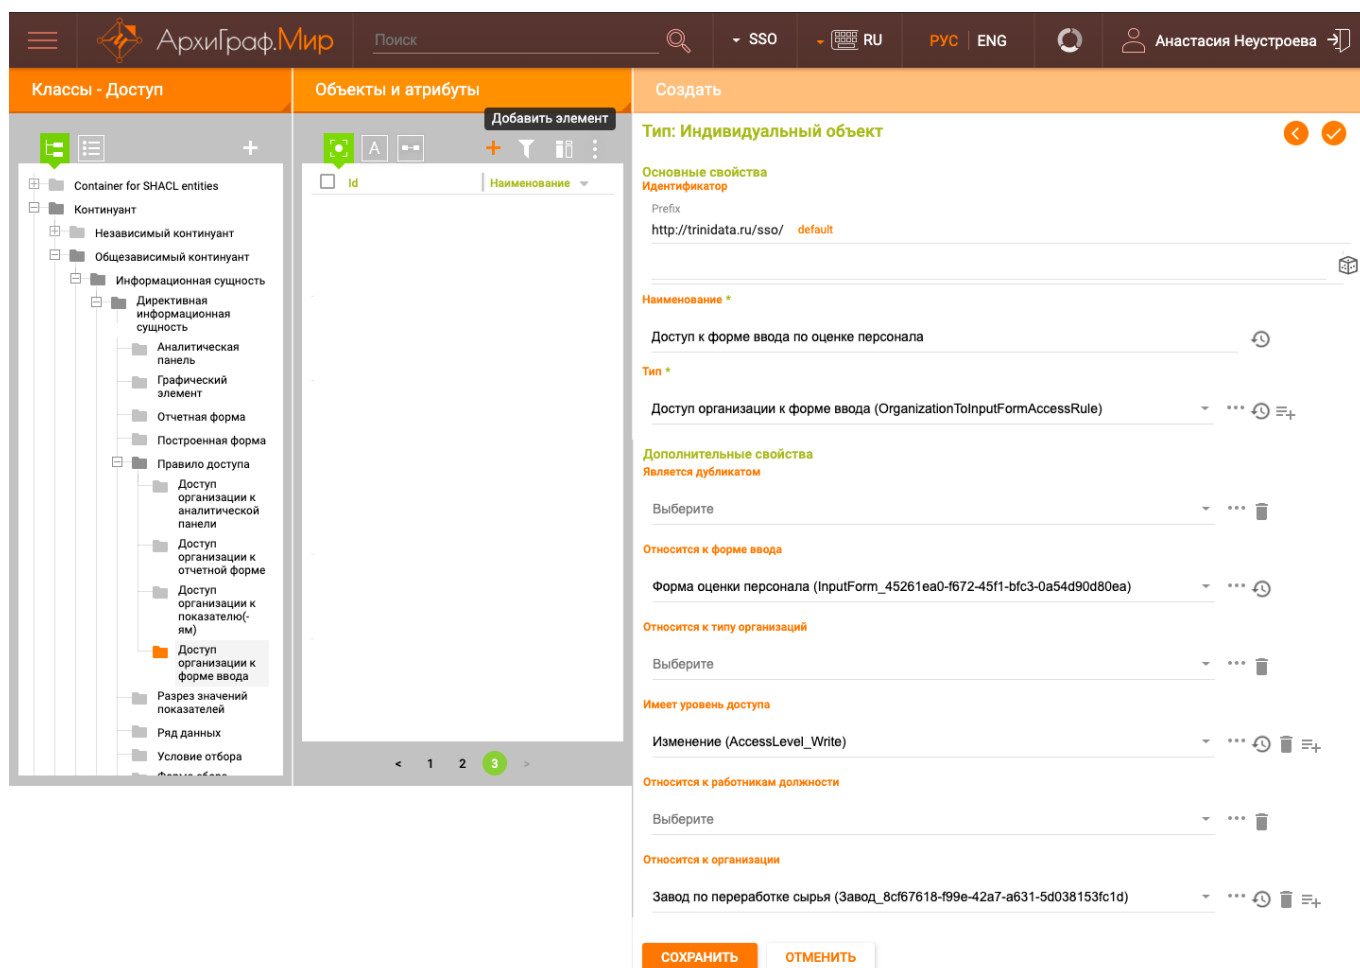 АрхиГраф.Мир
Поиск
SSO
RU
РУС | ENG
Анастасия Неустроева
Классы - Доступ
Объекты и атрибуты
Создать
Добавить элемент
A
Id
Наименование
Container for SHACL entities
Континуант
Независимый континуант
Общезависимый континуант
Информационная сущность
Директивная
информационная
сущность
Аналитическая
панель
Графический
элемент
Отчетная форма
Построенная форма
Правило доступа
Доступ
организации к
аналитической
панели
Доступ
организации к
отчетной форме
Доступ
организации к
показателю(-
ям)
Доступ
организации к
форме ввода
Разрез значений
показателей
Ряд данных
Условие отбора
< 1 2 3 >
Тип: Индивидуальный объект
Основные свойства
Идентификатор
Prefix
http://trinidata.ru/sso/ default
Наименование *
Доступ к форме ввода по оценке персонала
Тип *
Доступ организации к форме ввода (OrganizationToInputFormAccessRule)
Дополнительные свойства
Является дубликатом
Выберите
Относится к форме ввода
Форма оценки персонала (InputForm_45261ea0-f672-45f1-bfc3-0a54d90d80ea)
Относится к типу организаций
Выберите
Имеет уровень доступа
Изменение (AccessLevel_Write)
Относится к работникам должности
Выберите
Относится к организации
Завод по переработке сырья (Завод_8cf67618-f99e-42a7-a631-5d038153fc1d)
СОХРАНИТЬ
ОТМЕНИТЬ